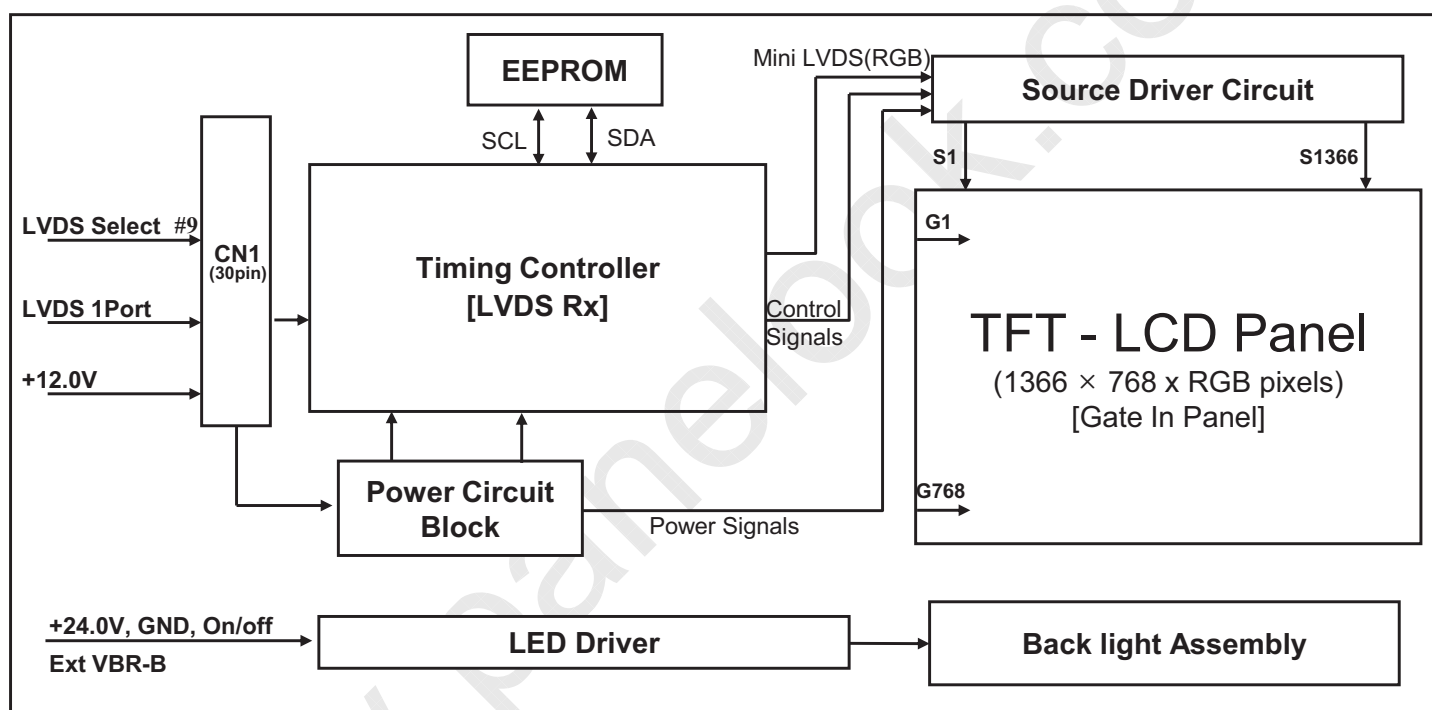 EEPROM
Mini LVDS(RGB)
Source Driver Circuit
SCL
SDA
S1
S1366
LVDS Select #9
CN1
(30pin)
G1
Timing Controller
[LVDS Rx]
LVDS 1Port
Control
Signals
TFT - LCD Panel
(1366 × 768 x RGB pixels)
[Gate In Panel]
+12.0V
Power Circuit
Block
G768
Power Signals
+24.0V, GND, On/off
Ext VBR-B
LED Driver
Back light Assembly
panelook.co